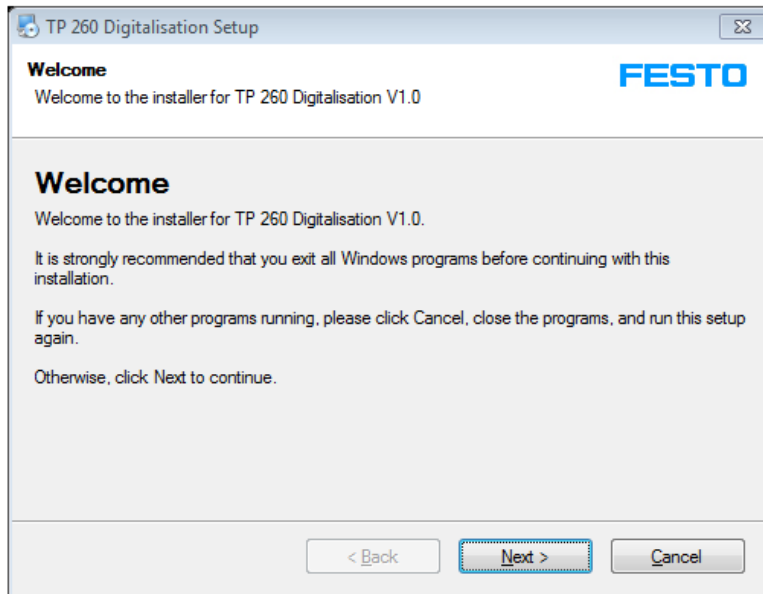 TP 260 Digitalisation Setup
Welcome
Welcome to the installer for TP 260 Digitalisation V1.0
FESTO
Welcome
Welcome to the installer for TP 260 Digitalisation V1.0.
It is strongly recommended that you exit all Windows programs before continuing with this
installation.
If you have any other programs running, please click Cancel, close the programs, and run this setup
again.
Otherwise, click Next to continue.
< Back
Next >
Cancel